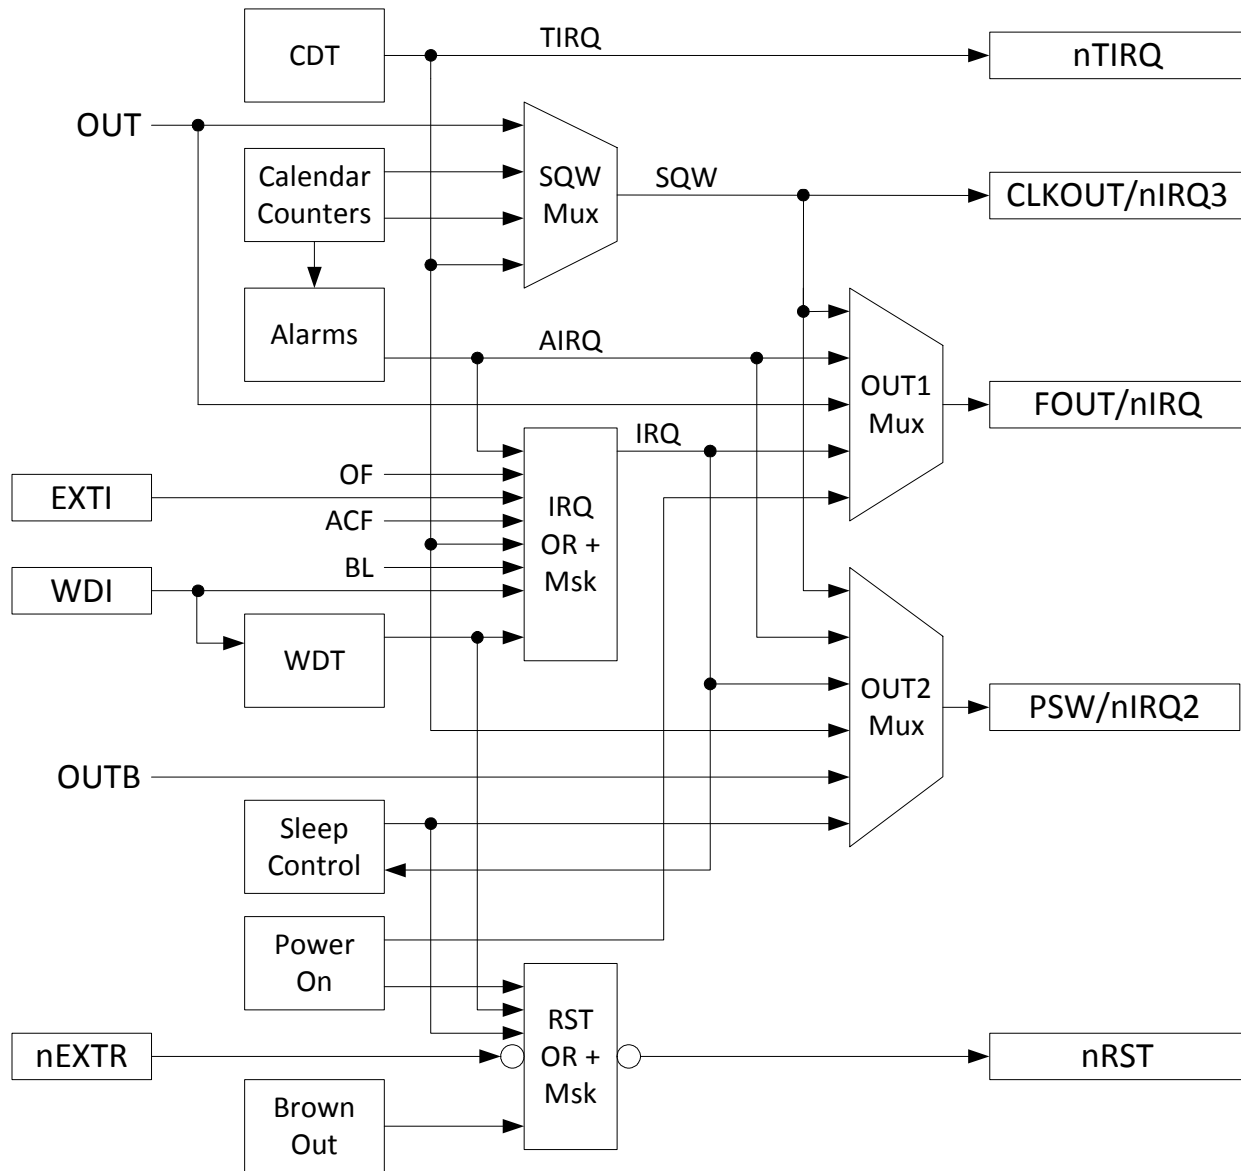 CDT
TIRQ
nTIRQ
OUT
Calendar
Counters
SQW
Mux
SQW
CLKOUT/nIRQ3
Alarms
AIRQ
OUT1
Mux
FOUT/nIRQ
IRQ
OF
EXTI
ACF
IRQ
OR +
Msk
BL
WDI
WDT
OUT2
Mux
PSW/nIRQ2
OUTB
Sleep
Control
Power
On
RST
OR +
Msk
nEXTR
nRST
Brown
Out